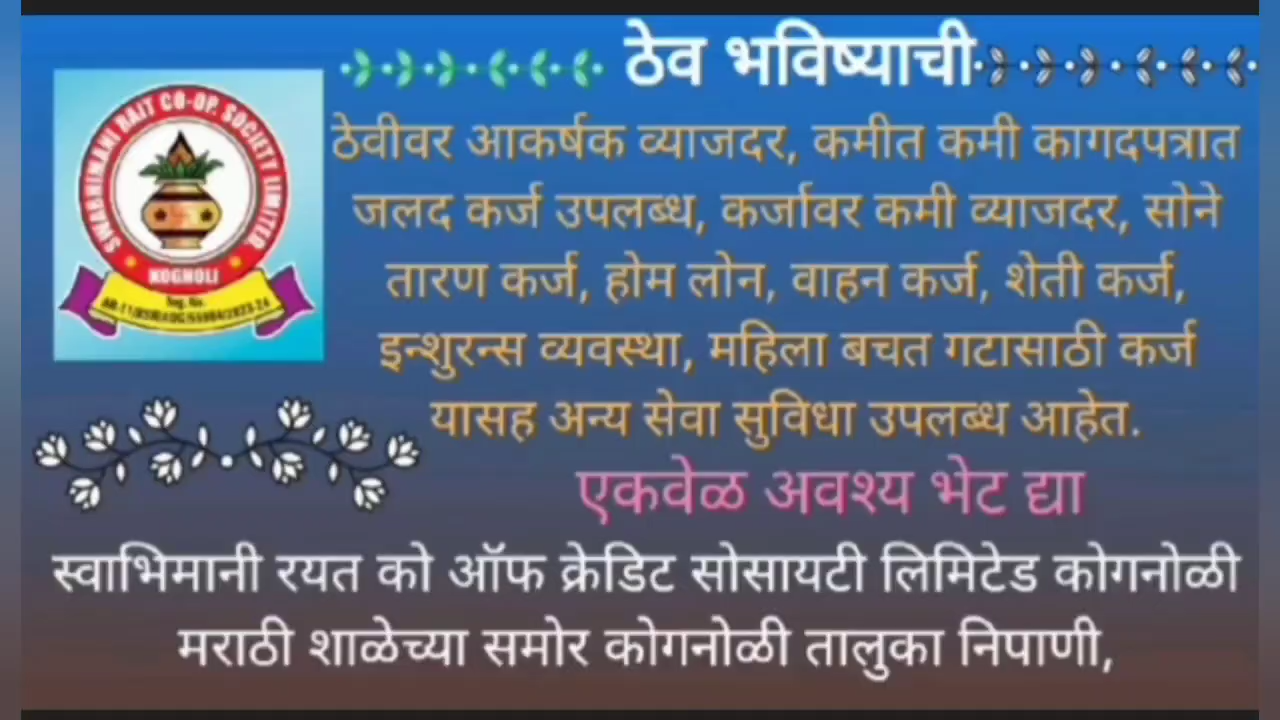 ठेव भविष्याची
SWABHIMANI RAIT CO-OP. SOCIETY LIMITED
KOGNOLI
ठेवीवर आकर्षक व्याजदर, कमीत कमी कागदपत्रात
जलद कर्ज उपलब्ध, कर्जावर कमी व्याजदर, सोने
तारण कर्ज, होम लोन, वाहन कर्ज, शेती कर्ज,
इन्शुरन्स व्यवस्था, महिला बचत गटासाठी कर्ज
यासह अन्य सेवा सुविधा उपलब्ध आहेत.
एकवेळ अवश्य भेट द्या
स्वाभिमानी रयत को ऑफ क्रेडिट सोसायटी लिमिटेड कोगनोळी
मराठी शाळेच्या समोर कोगनोळी तालुका निपाणी,